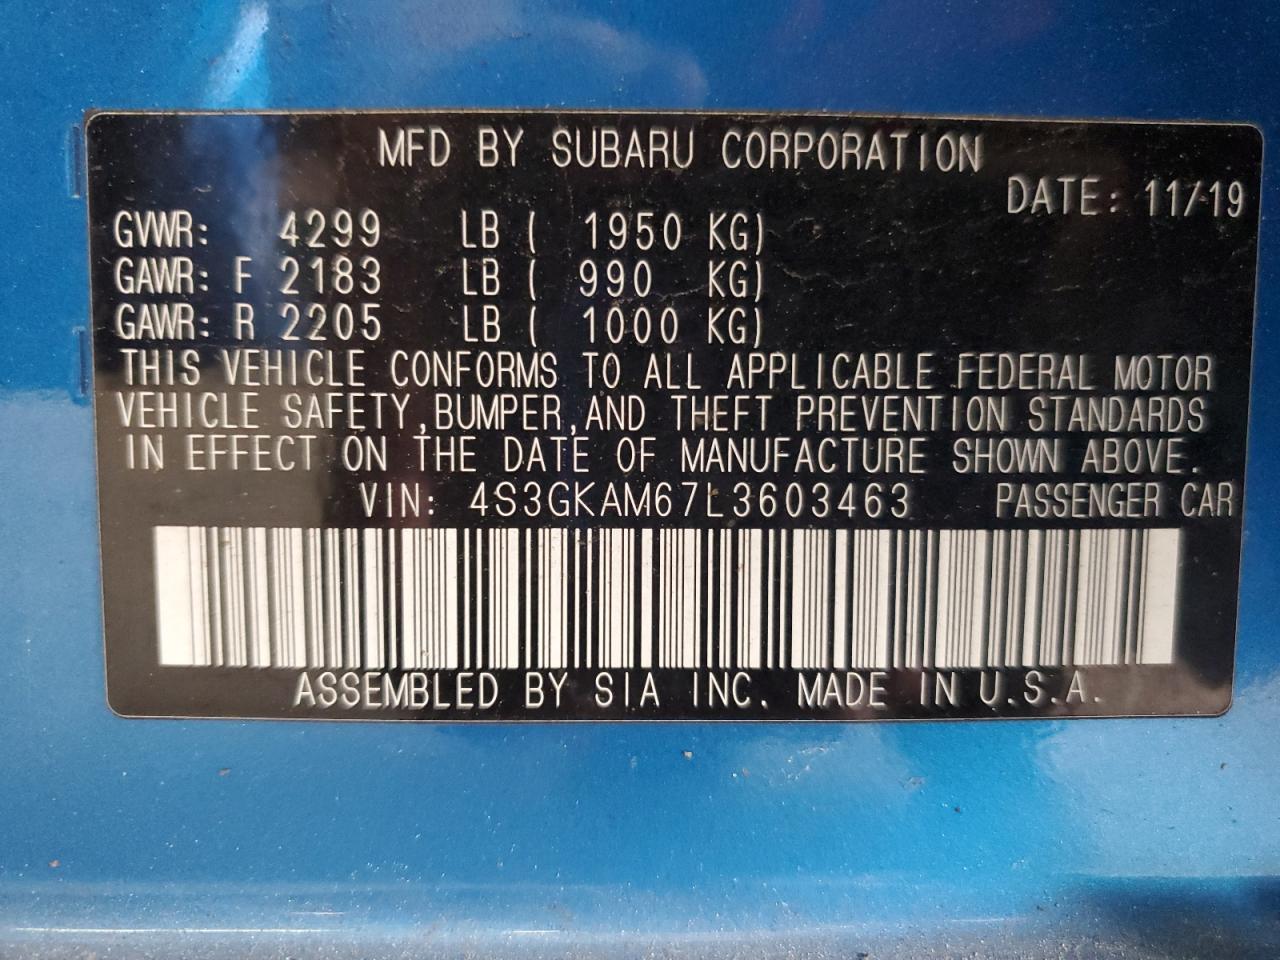 MFD BY SUBARU CORPORATION
DATE: 11/19
GVWR: 4299 LB ( 1950 KG)
GAWR: F 2183 LB ( 990 KG)
GAWR: R 2205 LB ( 1000 KG)
THIS VEHICLE CONFORMS TO ALL APPLICABLE FEDERAL MOTOR
VEHICLE SAFETY,BUMPER,AND THEFT PREVENTION STANDARDS
IN EFFECT ON THE DATE OF MANUFACTURE SHOWN ABOVE.
VIN: 4S3GKAM67L3603463 PASSENGER CAR
ASSEMBLED BY SIA INC. MADE IN U.S.A.